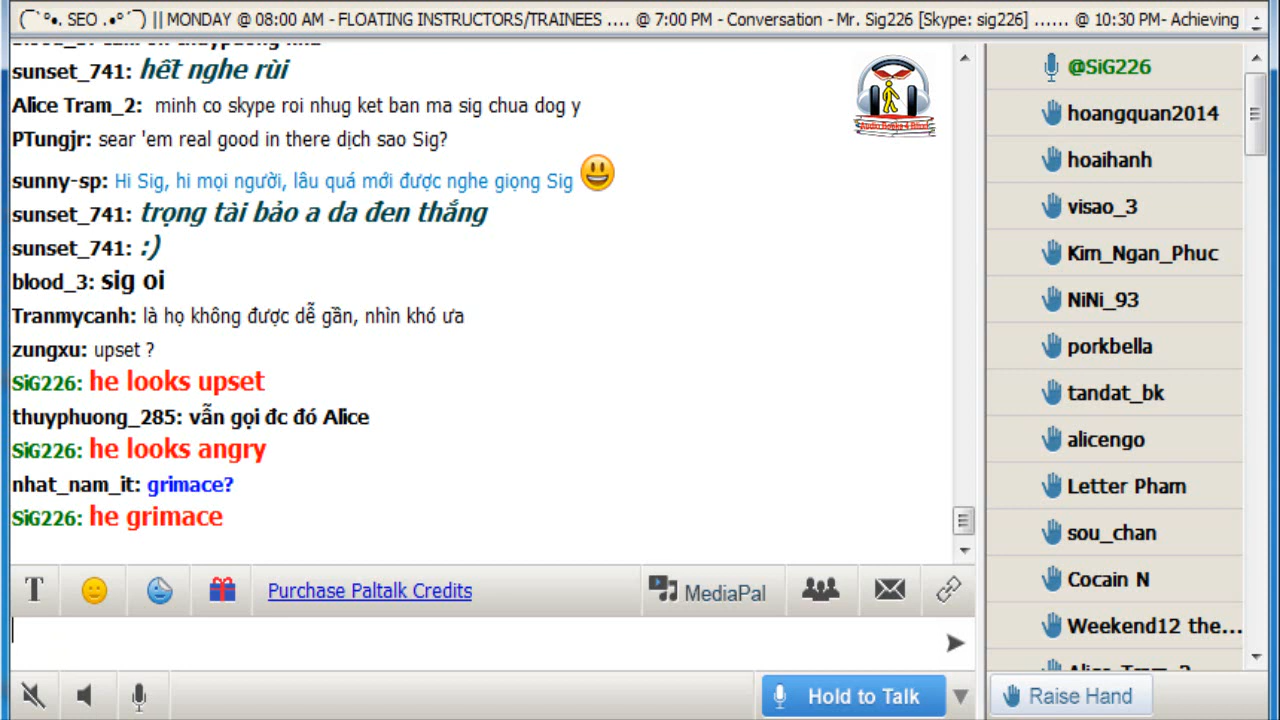 (¯`°•. SEO .•°´¯) || MONDAY @ 08:00 AM - FLOATING INSTRUCTORS/TRAINEES .... @ 7:00 PM - Conversation - Mr. Sig226 [Skype: sig226] ...... @ 10:30 PM- Achieving
sunset_741: hết nghe rùi
Alice Tram_2: minh co skype roi nhug ket ban ma sig chua dog y
PTungjr: sear 'em real good in there dịch sao Sig?
sunny-sp: Hi Sig, hi mọi người, lâu quá mới được nghe giọng Sig
sunset_741: trọng tài bảo a da đen thắng
sunset_741: :)
blood_3: sig oi
Tranmycanh: là họ không được dễ gần, nhìn khó ưa
zungxu: upset ?
SiG226: he looks upset
thuyphuong_285: vẫn gọi đc đó Alice
SiG226: he looks angry
nhat_nam_it: grimace?
SiG226: he grimace
T
Purchase Paltalk Credits
MediaPal
Hold to Talk
@SiG226
hoangquan2014
hoaihanh
visao_3
Kim_Ngan_Phuc
NiNi_93
porkbella
tandat_bk
alicengo
Letter Pham
sou_chan
Cocain N
Weekend12 the...
Alice Tram_2
Raise Hand